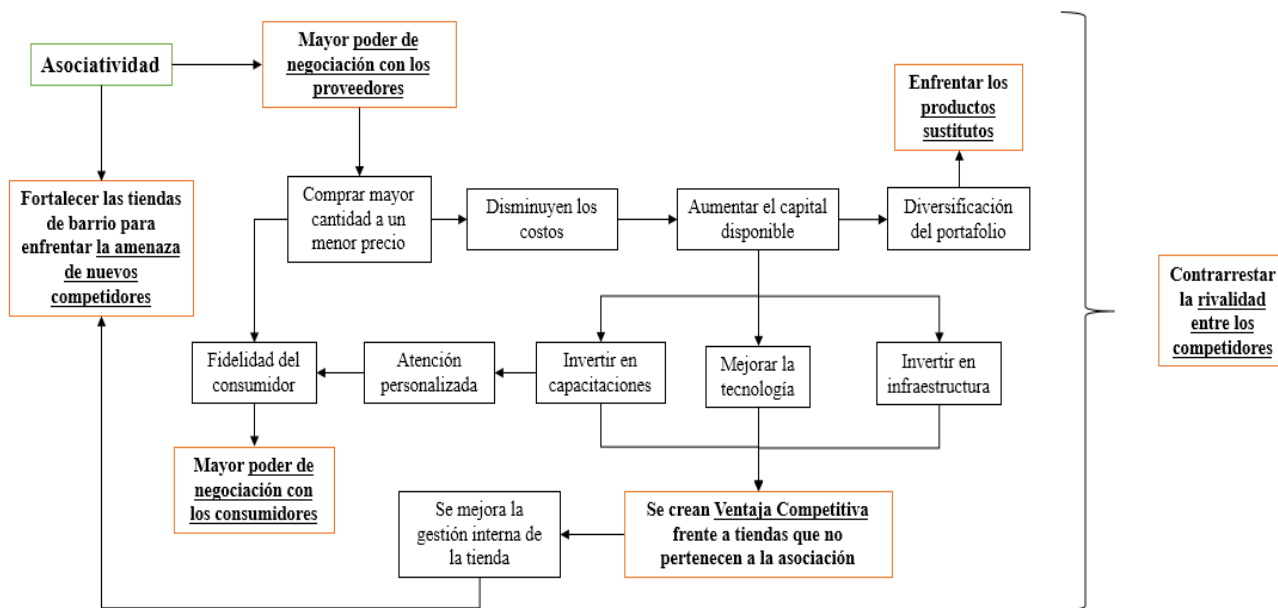 Asociatividad
Mayor poder de
negociación con los
proveedores
Enfrentar los
productos
sustitutos
Fortalecer las tiendas
de barrio para
enfrentar la amenaza
de nuevos
competidores
Comprar mayor
cantidad a un
menor precio
Disminuyen los
costos
Aumentar el capital
disponible
Diversificación
del portafolio
Contrarrestar
la rivalidad
entre los
competidores
Fidelidad del
consumidor
Atención
personalizada
Invertir en
capacitaciones
Mejorar la
tecnología
Invertir en
infraestructura
Mayor poder de
negociación con
los consumidores
Se mejora la
gestión interna de
la tienda
Se crean Ventaja Competitiva
frente a tiendas que no
pertenecen a la asociación